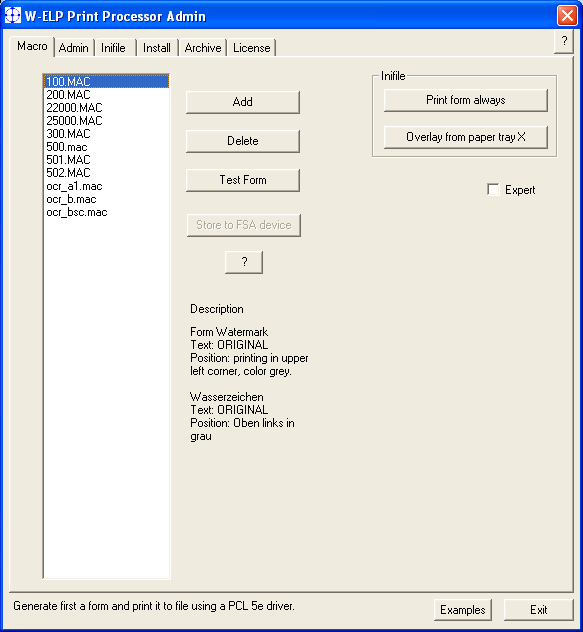 W-ELP Print Processor Admin
Macro Admin Inifile Install Archive License
?
100.MAC
200.MAC
22000.MAC
25000.MAC
300.MAC
500.mac
501.MAC
502.MAC
ocr_a1.mac
ocr_b.mac
ocr_bsc.mac
Add
Delete
Test Form
Store to FSA device
?
Description
Form Watermark
Text: ORIGINAL
Position: printing in upper
left corner, color grey.
Wasserzeichen
Text: ORIGINAL
Position: Oben links in
grau
Inifile
Print form always
Overlay from paper tray X
Expert
Generate first a form and print it to file using a PCL 5e driver.
Examples
Exit